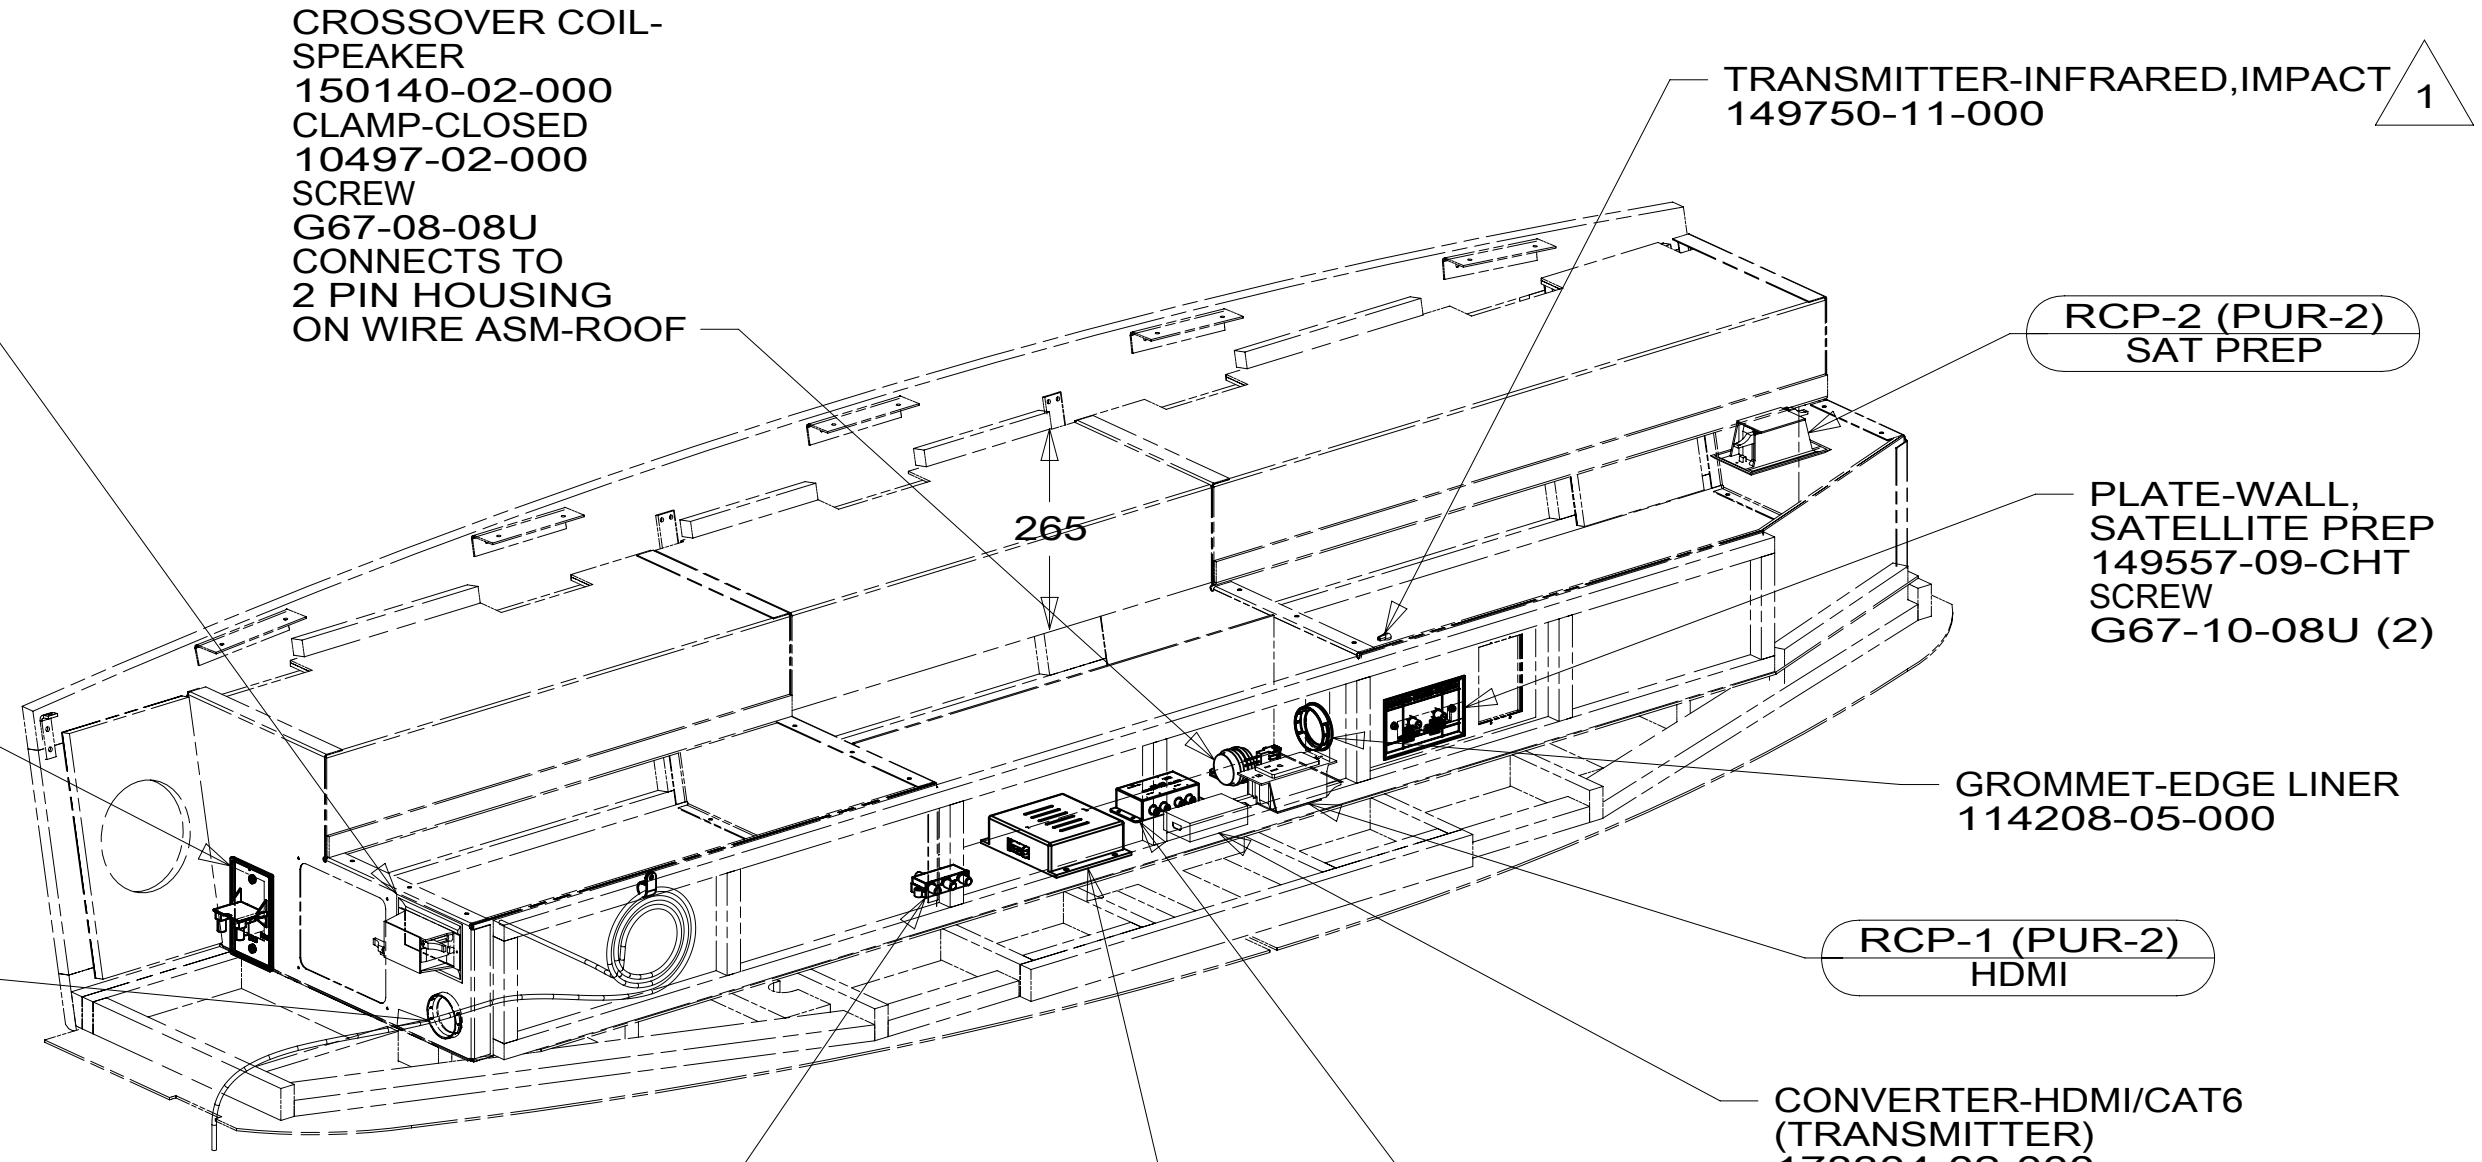 CROSSOVER COIL-
SPEAKER
150140-02-000
CLAMP-CLOSED
10497-02-000
SCREW
G67-08-08U
CONNECTS TO
2 PIN HOUSING
ON WIRE ASM-ROOF
TRANSMITTER-INFRARED,IMPACT
149750-11-000
1
RCP-2 (PUR-2)
SAT PREP
265
PLATE-WALL,
SATELLITE PREP
149557-09-CHT
SCREW
G67-10-08U (2)
GROMMET-EDGE LINER
114208-05-000
RCP-1 (PUR-2)
HDMI
CONVERTER-HDMI/CAT6
(TRANSMITTER)